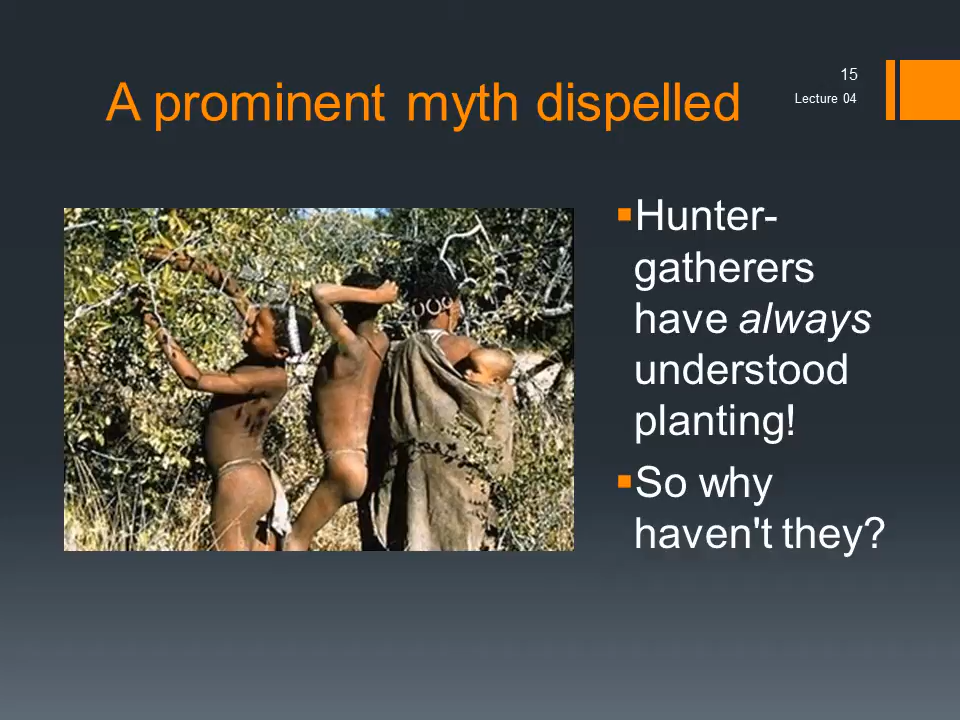 15
Lecture 04
A prominent myth dispelled
▪Hunter-
gatherers
have always
understood
planting!
▪So why
haven't they?